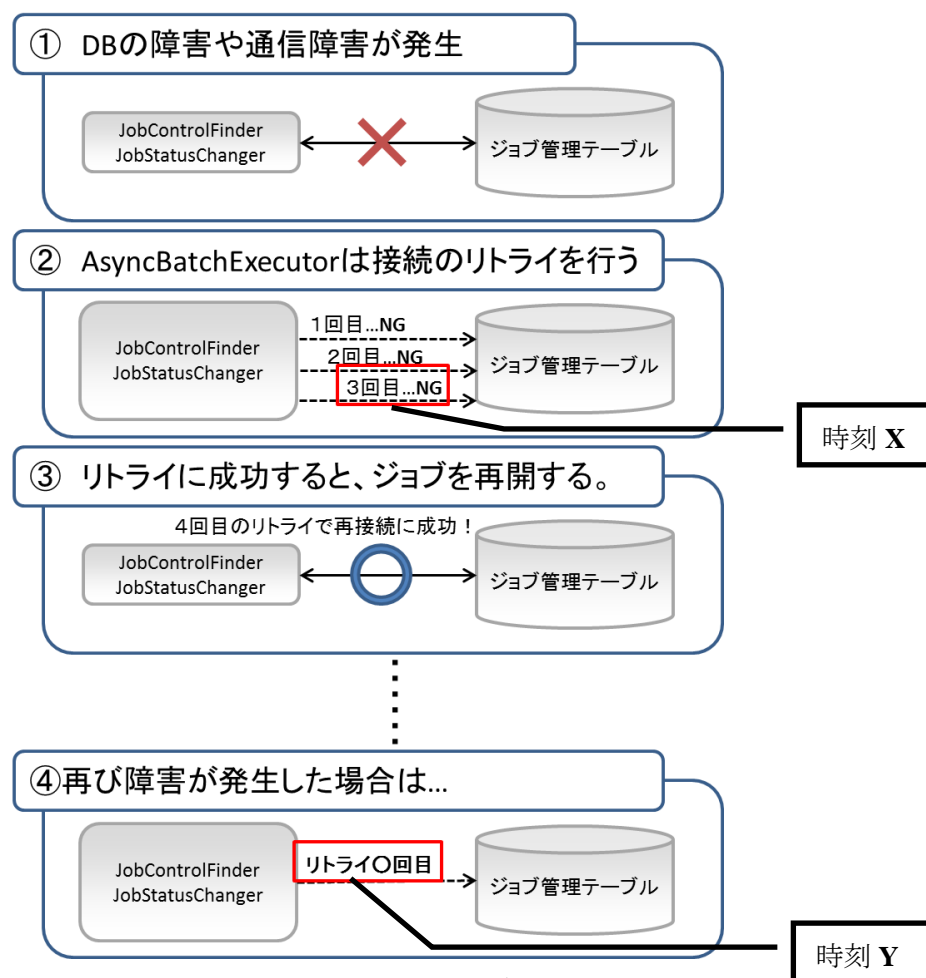 ① DBの障害や通信障害が発生
JobControlFinder
JobStatusChanger
ジョブ管理テーブル
② AsyncBatchExecutorは接続のリトライを行う
JobControlFinder
JobStatusChanger
1回目...NG
2回目...NG
3回目...NG
ジョブ管理テーブル
時刻 X
③ リトライに成功すると、ジョブを再開する。
4回目のリトライで再接続に成功！
JobControlFinder
JobStatusChanger
ジョブ管理テーブル
④再び障害が発生した場合は...
JobControlFinder
JobStatusChanger
リトライ〇回目
ジョブ管理テーブル
時刻 Y